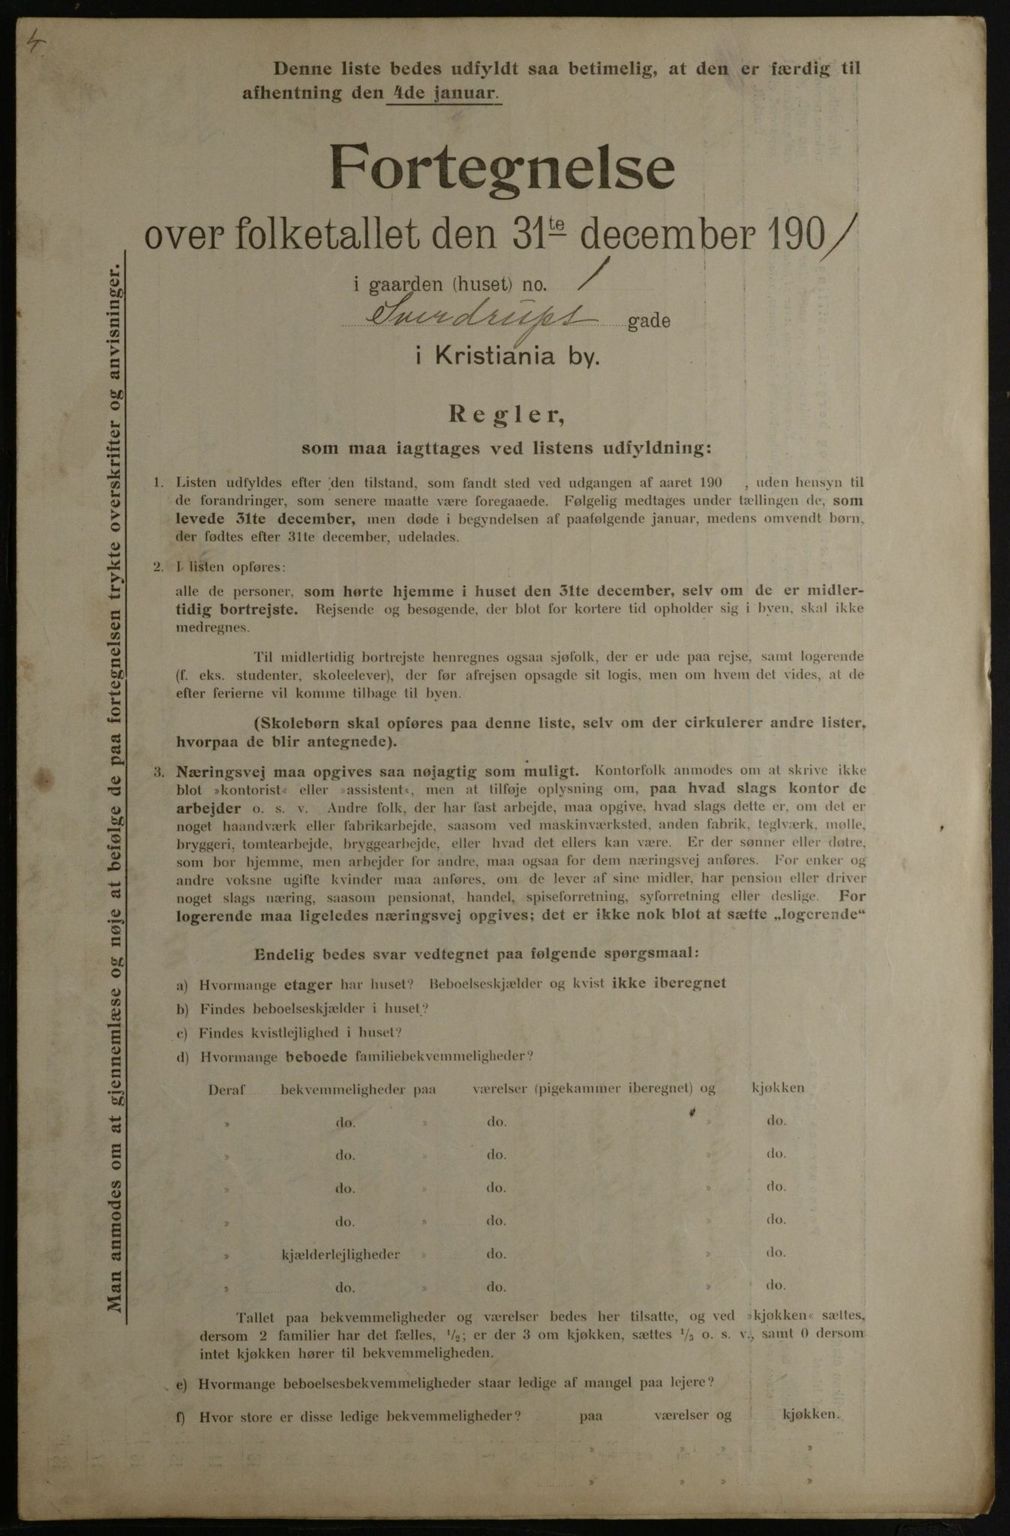 4
Denne liste bedes udfyldt saa betimelig, at den er færdig til
afhentning den 4de januar.
Fortegnelse
over folketallet den 31te december 1901
i gaarden (huset) no. 1
Sverdrups gade
i Kristiania by.
Regler,
som maa iagttages ved listens udfyldning:
1. Listen udfyldes efter den tilstand, som fandt sted ved udgangen af aaret 190 , uden hensyn til
de forandringer, som senere maatte være foregaaede. Følgelig medtages under tællingen de, som
levede 31te december, men døde i begyndelsen af paafølgende januar, medens omvendt børn,
der fødtes efter 31te december, udelades.
2. I listen opføres:
alle de personer, som hørte hjemme i huset den 31te december, selv om de er midler-
tidig bortrejste. Rejsende og besøgende, der blot for kortere tid opholder sig i byen, skal ikke
medregnes.
Til midlertidig bortrejste henregnes ogsaa sjøfolk, der er ude paa rejse, samt logerende
(f. eks. studenter, skoleelever), der før afrejsen opsagde sit logis, men om hvem det vides, at de
efter ferierne vil komme tilbage til byen.
(Skolebørn skal opføres paa denne liste, selv om der cirkulerer andre lister,
hvorpaa de blir antegnede).
3. Næringsvej maa opgives saa nøjagtig som muligt. Kontorfolk anmodes om at skrive ikke
blot »kontorist« eller »assistent«, men at tilføje oplysning om, paa hvad slags kontor de
arbejder o. s. v. Andre folk, der har fast arbejde, maa opgive, hvad slags dette er, om det er
noget haandværk eller fabrikarbejde, saasom ved maskinværksted, anden fabrik, teglværk, mølle,
bryggeri, tomtearbejde, bryggearbejde, eller hvad det ellers kan være. Er der sønner eller døtre,
som bor hjemme, men arbejder for andre, maa ogsaa for dem næringsvej anføres. For enker og
andre voksne ugifte kvinder maa anføres, om de lever af sine midler, har pension eller driver
noget slags næring, saasom pensionat, handel, spiseforretning, syforretning eller deslige. For
logerende maa ligeledes næringsvej opgives; det er ikke nok blot at sætte „logerende“
Endelig bedes svar vedtegnet paa følgende spørgsmaal:
a) Hvormange etager har huset? Beboelseskjælder og kvist ikke iberegnet
b) Findes beboelseskjælder i huset?
c) Findes kvistlejlighed i huset?
d) Hvormange beboede familiebekvemmeligheder?
Deraf bekvemmeligheder paa værelser (pigekammer iberegnet) og kjøkken
» do. » do. » do.
» do. » do. » do.
» do. » do. » do.
» do. » do. » do.
» kjælderlejligheder » do. » do.
» do. » do. » do.
Tallet paa bekvemmeligheder og værelser bedes her tilsatte, og ved »kjøkken« sættes,
dersom 2 familier har det fælles, 1/2; er der 3 om kjøkken, sættes 1/3 o. s. v., samt 0 dersom
intet kjøkken hører til bekvemmeligheden.
e) Hvormange beboelsesbekvemmeligheder staar ledige af mangel paa lejere?
f) Hvor store er disse ledige bekvemmeligheder? paa værelser og kjøkken.
» » »
» » »
Man anmodes om at gjennemlæse og nøje at befølge de paa fortegnelsen trykte overskrifter og anvisninger.